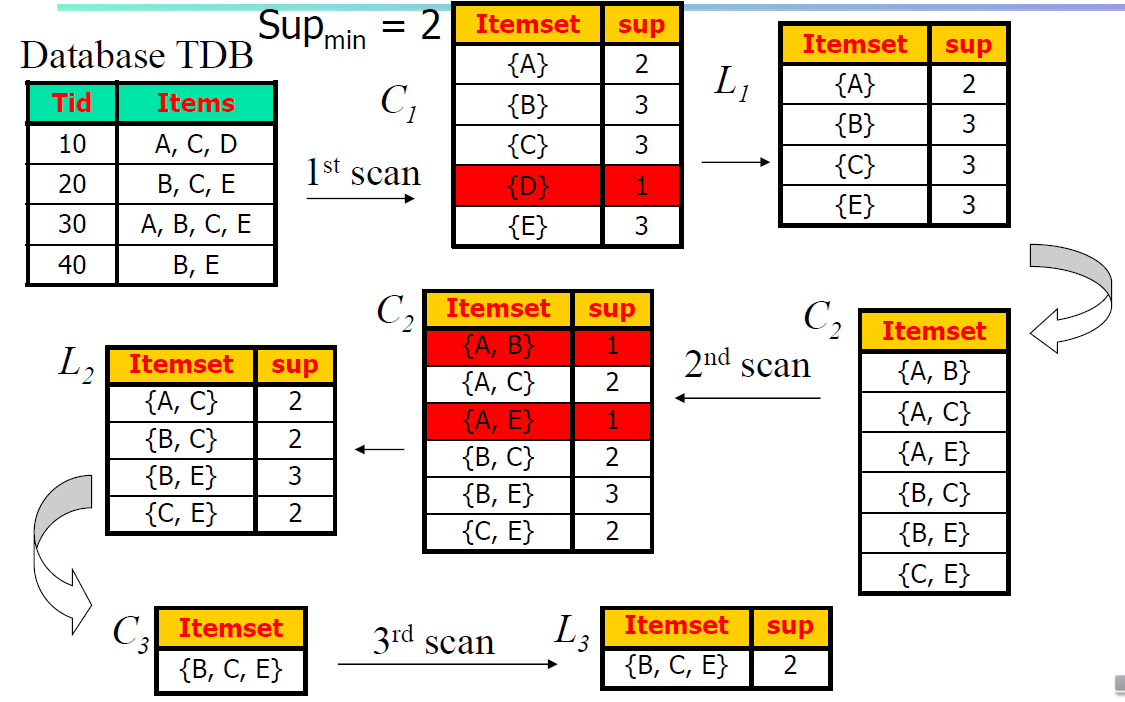 Sup_min = 2
Database TDB
Tid Items
10 A, C, D
20 B, C, E
30 A, B, C, E
40 B, E
1st scan
C1
Itemset sup
{A} 2
{B} 3
{C} 3
{D} 1
{E} 3
L1
Itemset sup
{A} 2
{B} 3
{C} 3
{E} 3
C2
Itemset
{A, B}
{A, C}
{A, E}
{B, C}
{B, E}
{C, E}
2nd scan
C2
Itemset sup
{A, B} 1
{A, C} 2
{A, E} 1
{B, C} 2
{B, E} 3
{C, E} 2
L2
Itemset sup
{A, C} 2
{B, C} 2
{B, E} 3
{C, E} 2
C3
Itemset
{B, C, E}
3rd scan
L3
Itemset sup
{B, C, E} 2